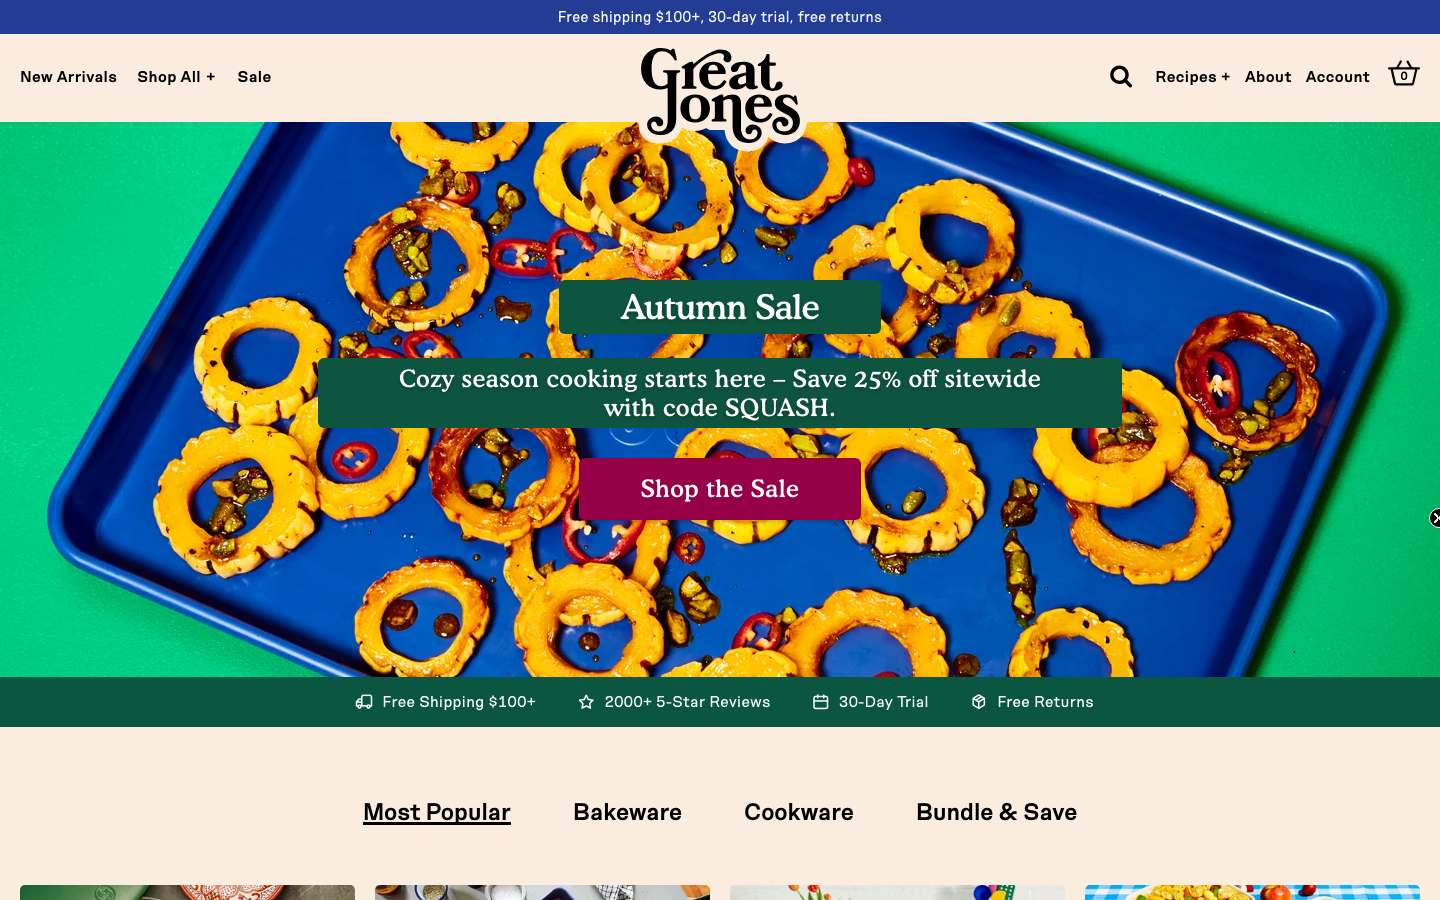 Free shipping $100+, 30-day trial, free returns
New Arrivals
Shop All +
Sale
Great
Jones
Recipes +
About
Account
0
Autumn Sale
Cozy season cooking starts here – Save 25% off sitewide
with code SQUASH.
Shop the Sale
Free Shipping $100+
2000+ 5-Star Reviews
30-Day Trial
Free Returns
Most Popular
Bakeware
Cookware
Bundle & Save